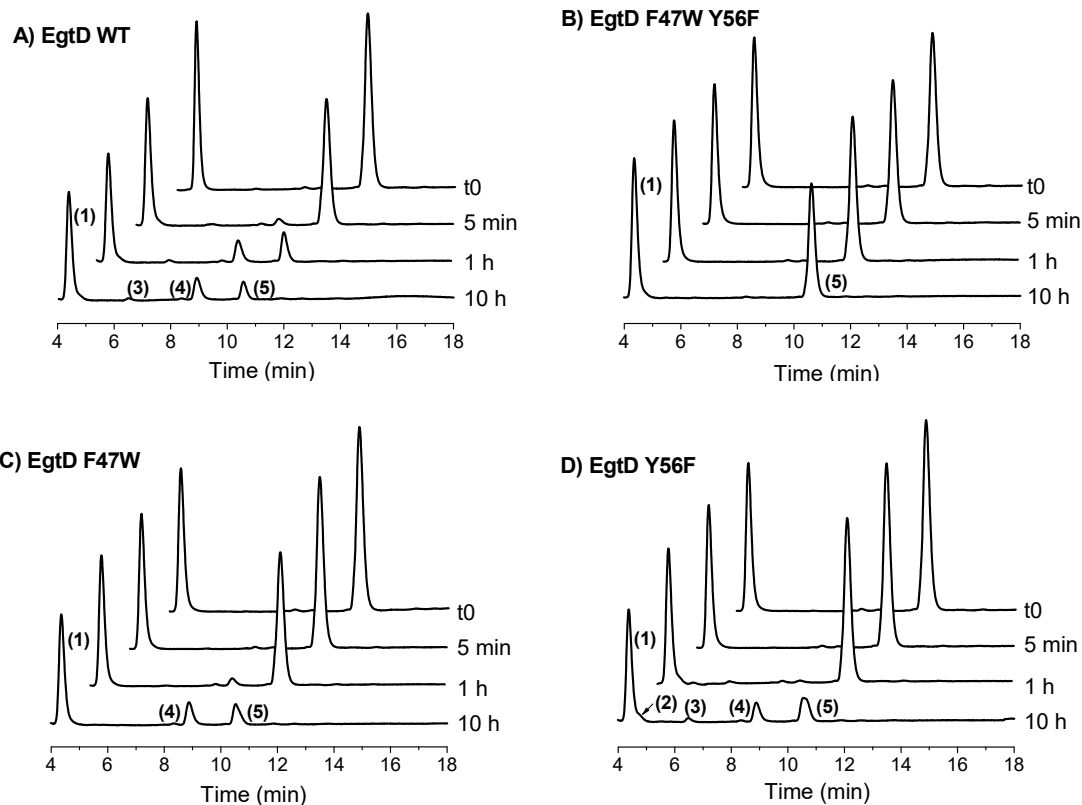 A) EgtD WT
t0
5 min
(1)
1 h
(3) (4) (5) 10 h
4 6 8 10 12 14 16 18
Time (min)
B) EgtD F47W Y56F
t0
(1)
5 min
1 h
(5) 10 h
4 6 8 10 12 14 16 18
Time (min)
C) EgtD F47W
t0
(1)
5 min
1 h
(4) (5) 10 h
4 6 8 10 12 14 16 18
Time (min)
D) EgtD Y56F
t0
(1)
5 min
1 h
(2) (3) (4) (5) 10 h
4 6 8 10 12 14 16 18
Time (min)